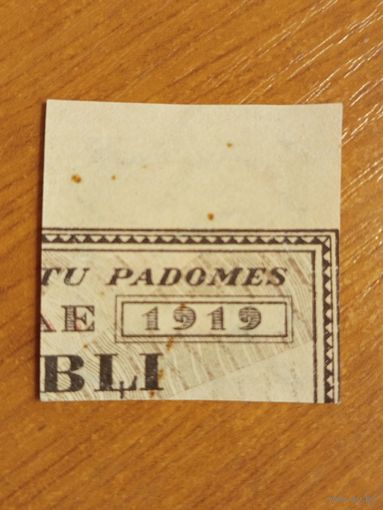 TU PADOMES
AE 1919
BLI